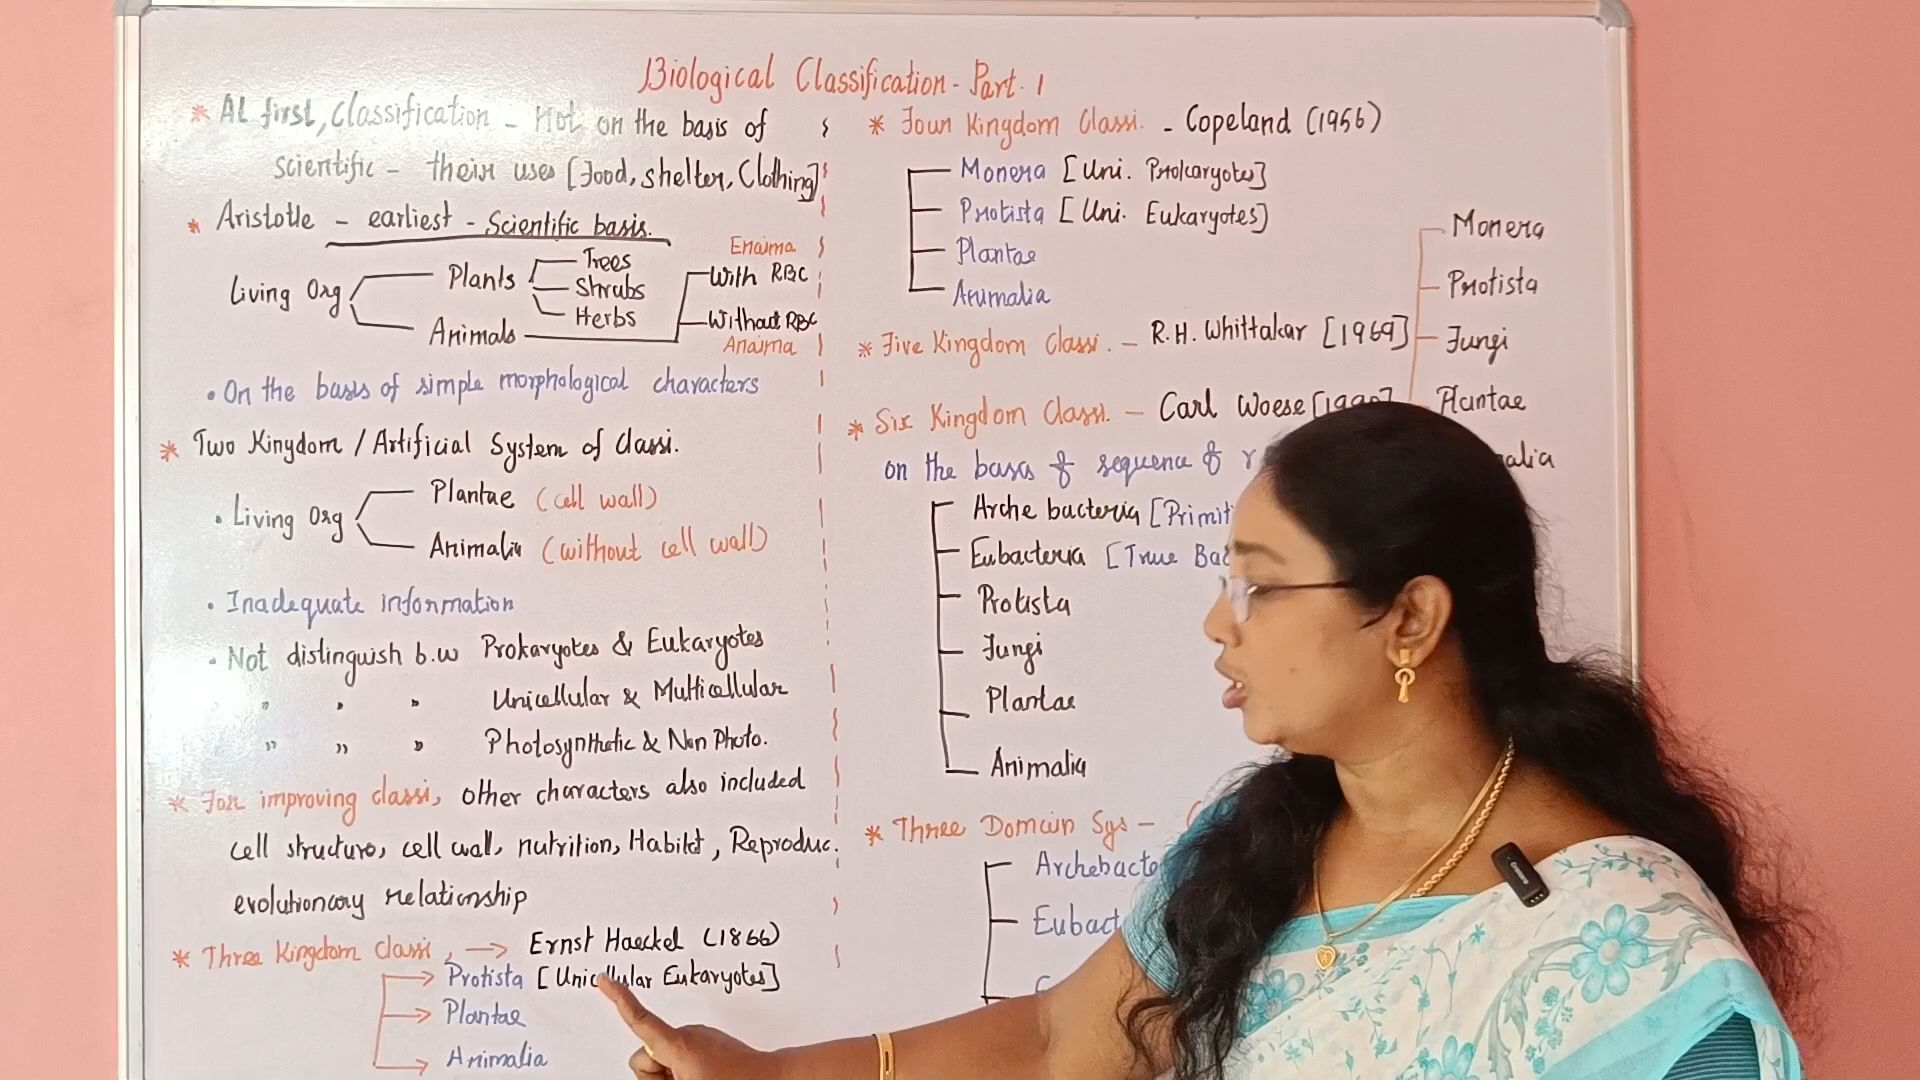 Biological Classification - Part. 1
* At first, Classification - Not on the basis of
scientific - their uses [Food, shelter, Clothing]
* Aristotle - earliest - Scientific basis.
Living Org
Plants
Trees
Shrubs
Herbs
Animals
Enaima
With RBC
Without RBC
Anaima
• On the basis of simple morphological characters
* Two Kingdom / Artificial System of Classi.
• Living Org
Plantae (cell wall)
Animalia (without cell wall)
• Inadequate information
• Not distinguish b.w Prokaryotes & Eukaryotes
" " " Unicellular & Multicellular
" " " Photosynthetic & Non Photo.
* For improving classi, other characters also included
cell structure, cell wall, nutrition, Habitat, Reproduc.
evolutionary relationship
* Three Kingdom Classi, → Ernst Haeckel (1866)
Protista [Unicellular Eukaryotes]
Plantae
Animalia
* Four Kingdom Classi. - Copeland (1956)
Monera [Uni. Prokaryotes]
Protista [Uni. Eukaryotes]
Plantae
Animalia
* Five Kingdom Classi. - R.H. Whittakar [1969]
Monera
Protista
Fungi
Plantae
* Six Kingdom Classi. - Carl Woese
on the basis of sequence of
Arche bacteria
Eubacteria [True
Protista
Fungi
Plantae
Animalia
* Three Domain Sys -